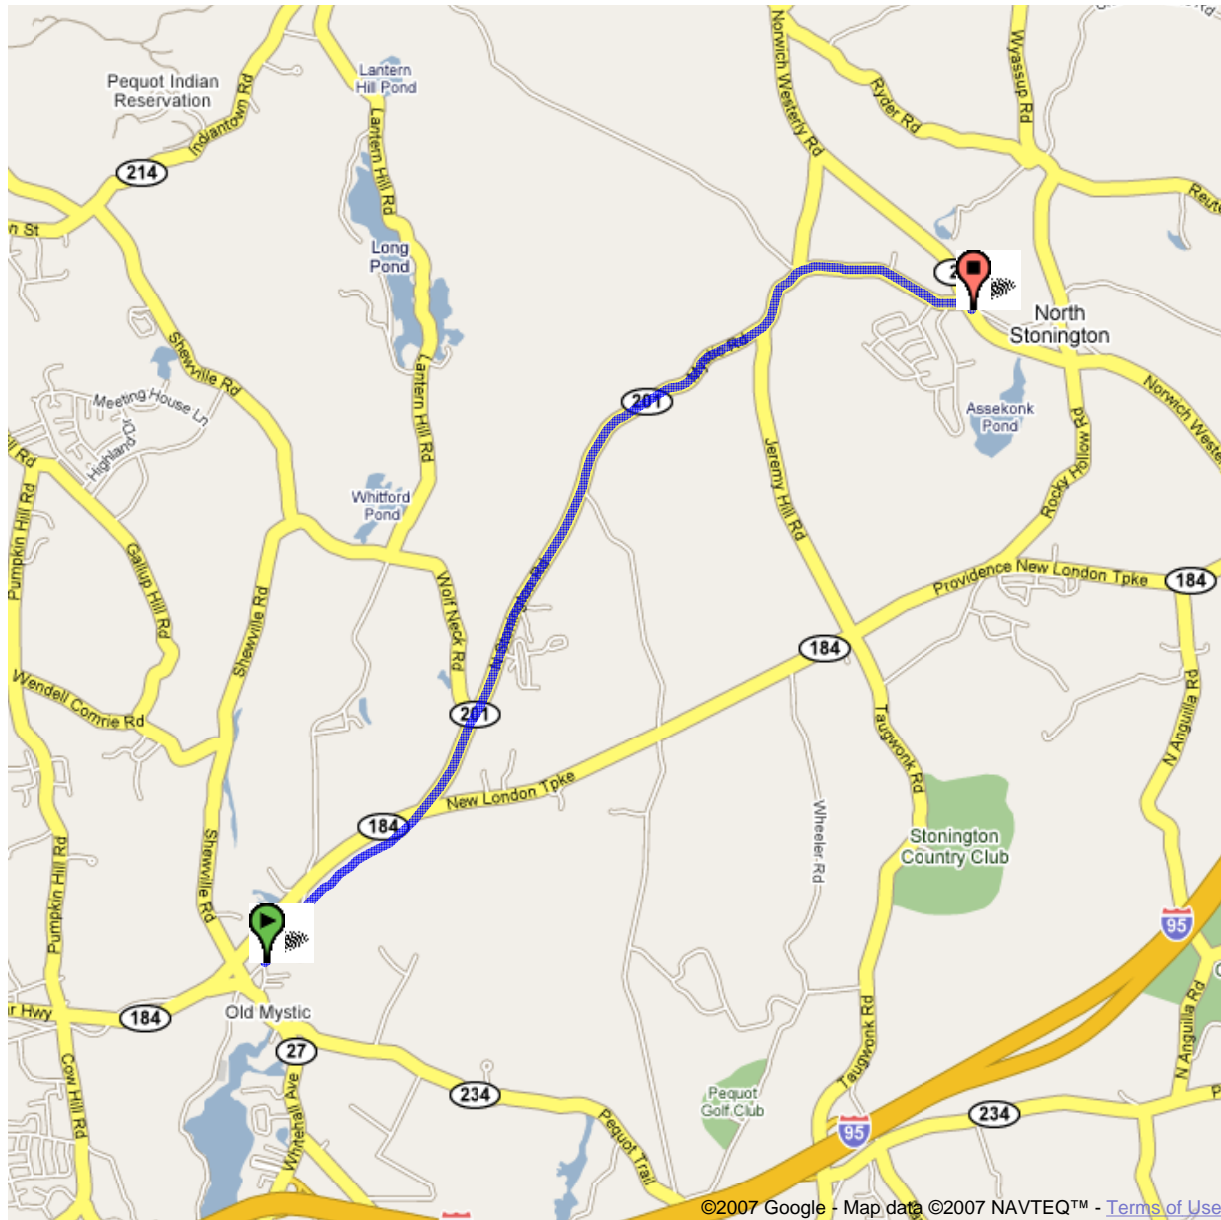 Norwich Westerly Rd
Wyassup Rd
Rd
Pequot Indian
Reservation
Indiantown Rd
Lantern
Hill Pond
Lantern Hill Rd
Ryder Rd
214
n St
Long
Pond
North
Stonington
Shewville Rd
Lantern Hill Rd
Meeting House Ln
Highland Dr
201
Assekonk
Pond
Rocky Hollow Rd
Jeremy Hill Rd
Whitford
Pond
Pumpkin Hill Rd
Gallup Hill Rd
Shewville Rd
Wolf Neck Rd
Providence New London Tpke
184
184
Wendell Comrie Rd
201
Taugwonk Rd
N Anguilla Rd
New London Tpke
184
Wheeler Rd
Stonington
Country Club
Shewville Rd
Pumpkin Hill Rd
95
184
Old Mystic
27
234
Whitehall Ave
Cow Hill Rd
Pequot Trail
Pequot
Golf Club
Taugwonk Rd
95
234
N Anguilla Rd
©2007 Google - Map data ©2007 NAVTEQ™ - Terms of Use